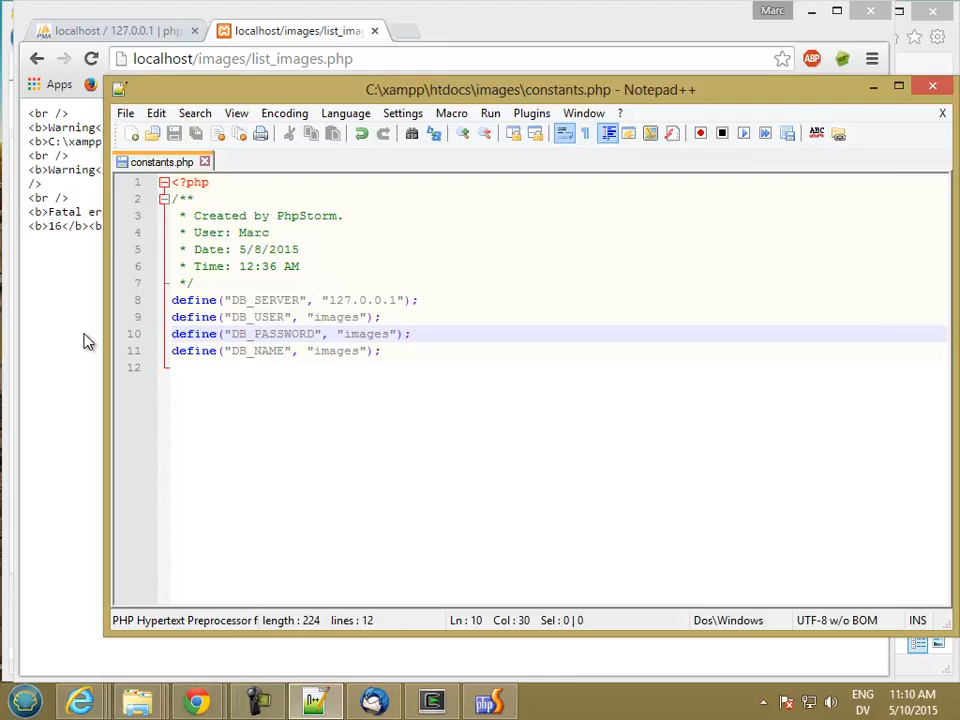 Marc
localhost / 127.0.0.1 | php
localhost/images/list_ima
localhost/images/list_images.php
ABP
Apps
<br />
<b>Warning<
<b>C:\xampp
<br />
<b>Warning<
/>
<br />
<b>Fatal er
<b>16</b><b
C:\xampp\htdocs\images\constants.php - Notepad++
File Edit Search View Encoding Language Settings Macro Run Plugins Window ? X
ABC
constants.php
1 <?php
2 /**
3 * Created by PhpStorm.
4 * User: Marc
5 * Date: 5/8/2015
6 * Time: 12:36 AM
7 */
8 define("DB_SERVER", "127.0.0.1");
9 define("DB_USER", "images");
10 define("DB_PASSWORD", "images");
11 define("DB_NAME", "images");
12
PHP Hypertext Preprocessor f length : 224 lines : 12 Ln : 10 Col : 30 Sel : 0 | 0 Dos\Windows UTF-8 w/o BOM INS
ENG 11:10 AM
DV 5/10/2015